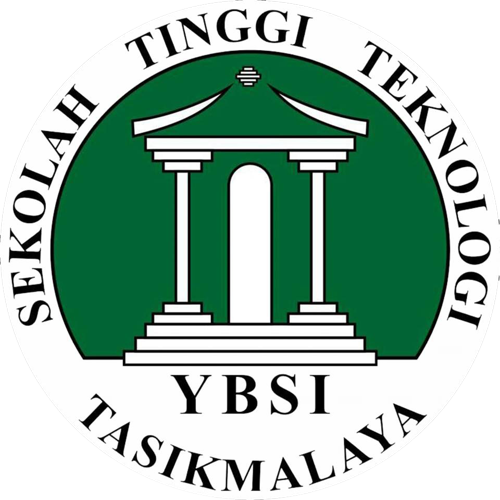 SEKOLAH TINGGI TEKNOLOGI
YBSI
TASIKMALAYA